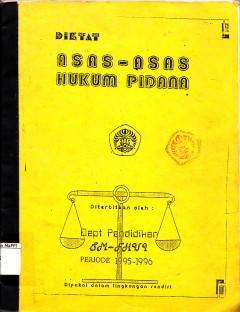 DIKTAT
ASAS-ASAS
HUKUM PIDANA
Diterbitkan oleh :
Dept Pendidikan
SM-FHUI
PERIODE 1995-1996
Dipakai dalam lingkungan sendiri